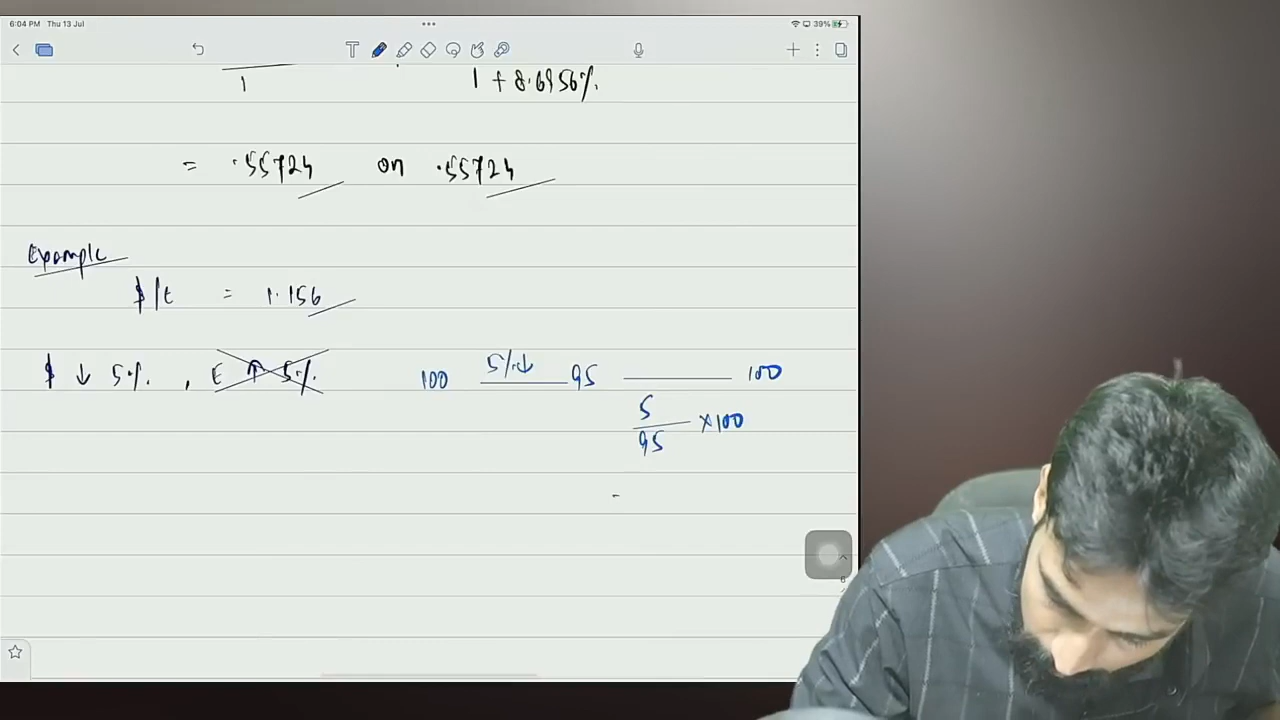 6:04 PM Thu 13 Jul
39%
1
1 + 8.6956%
= .55724 or .55724
Example
$/€ = 1.156
$ ↓ 5%, € ↑ 5%
100 5%↓ 95 100
5
95 ×100
=
6